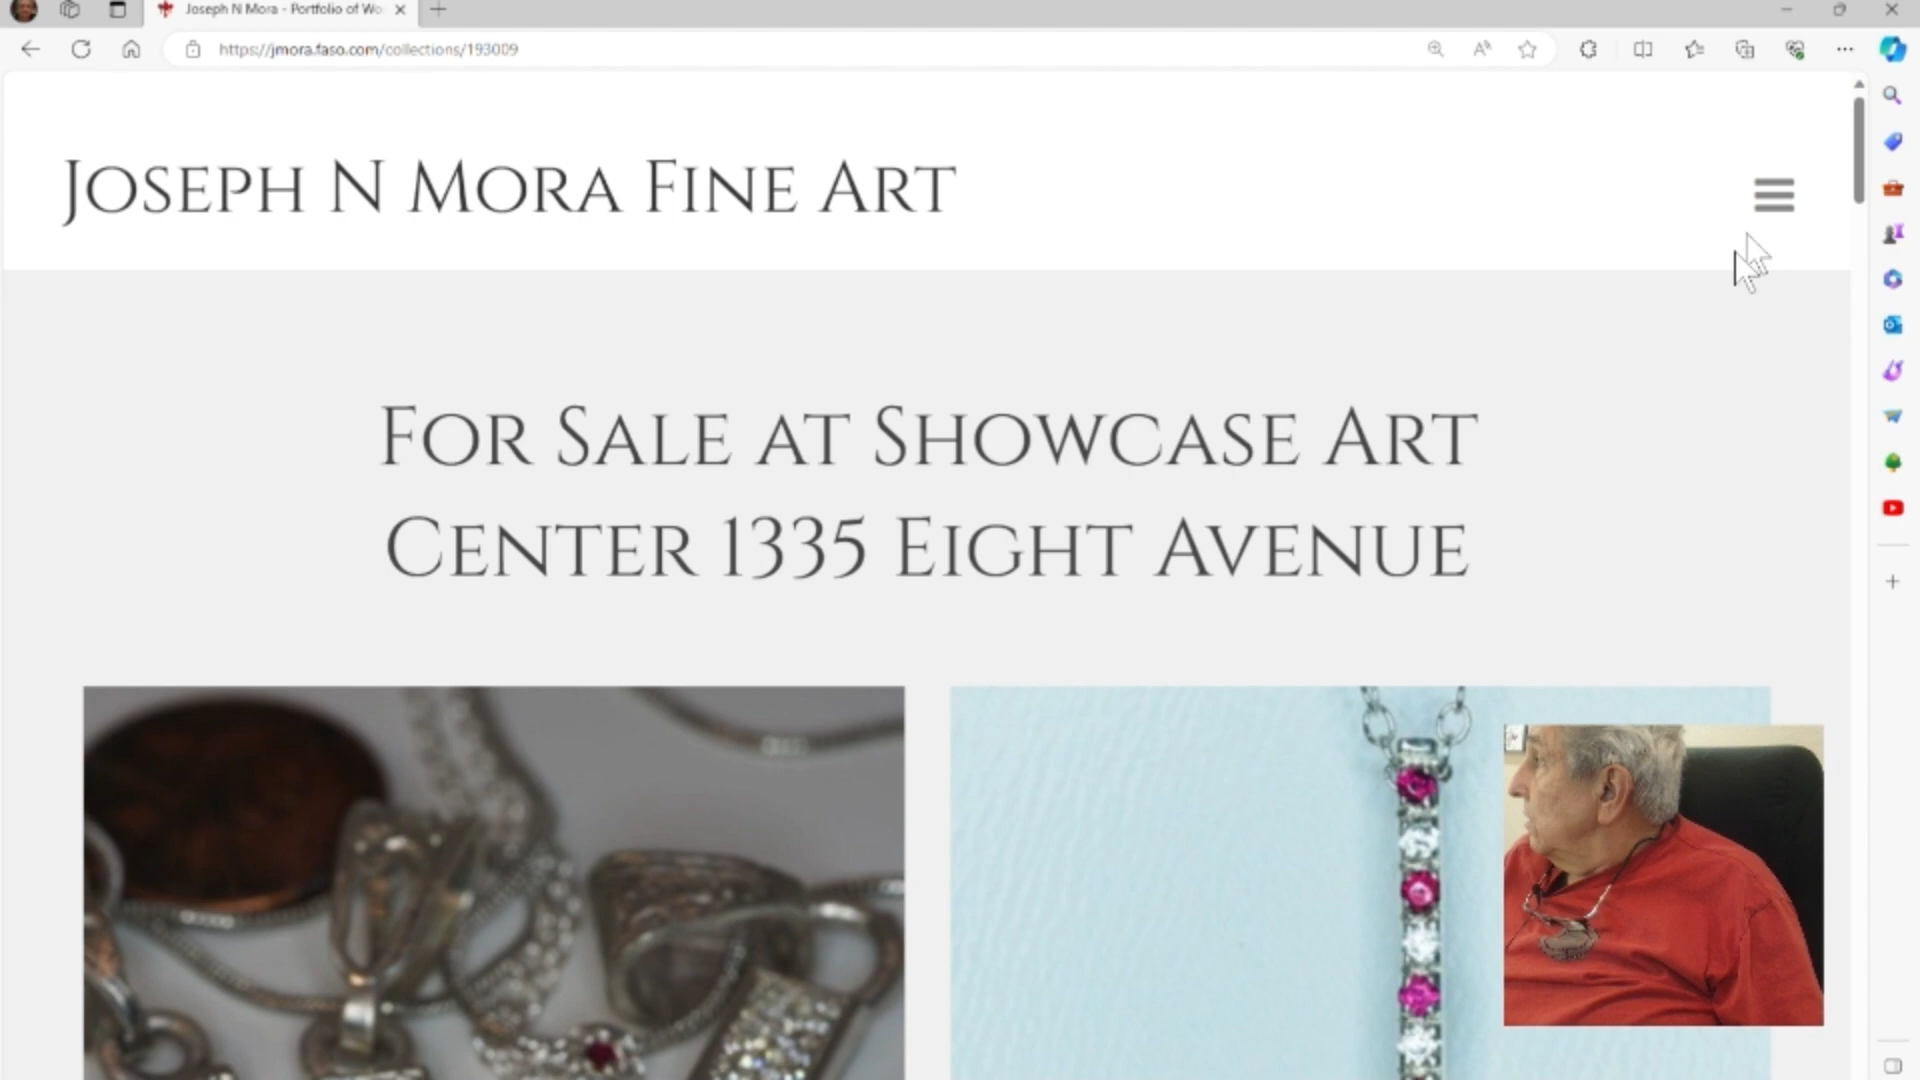 Joseph N Mora - Portfolio of Wo
https://jmora.faso.com/collections/193009
Joseph N Mora Fine Art
For Sale at Showcase Art
Center 1335 Eight Avenue